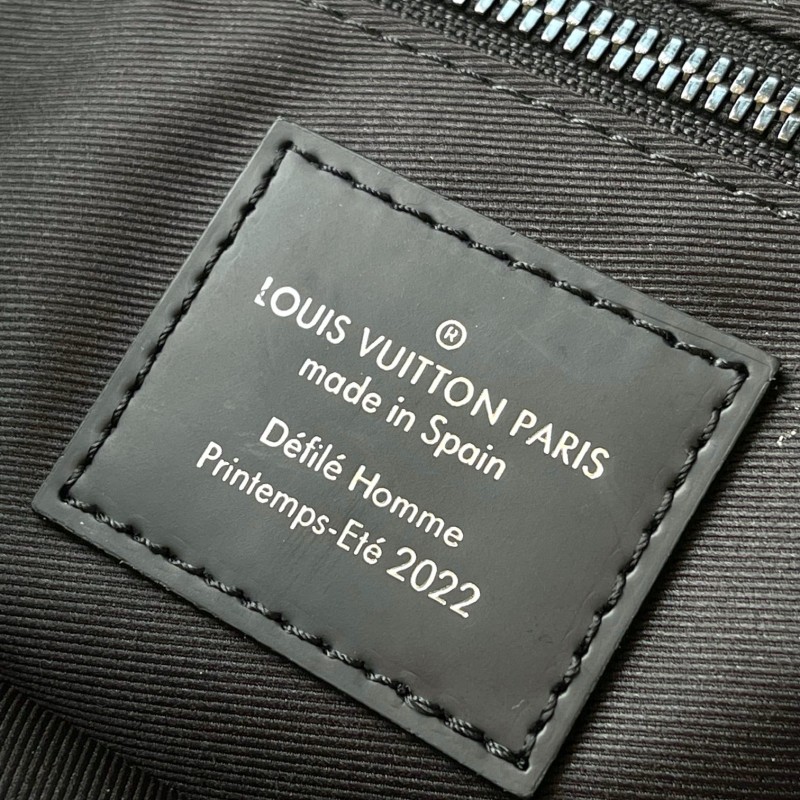 ®
LOUIS VUITTON PARIS
made in Spain
Défilé Homme
Printemps-Eté 2022